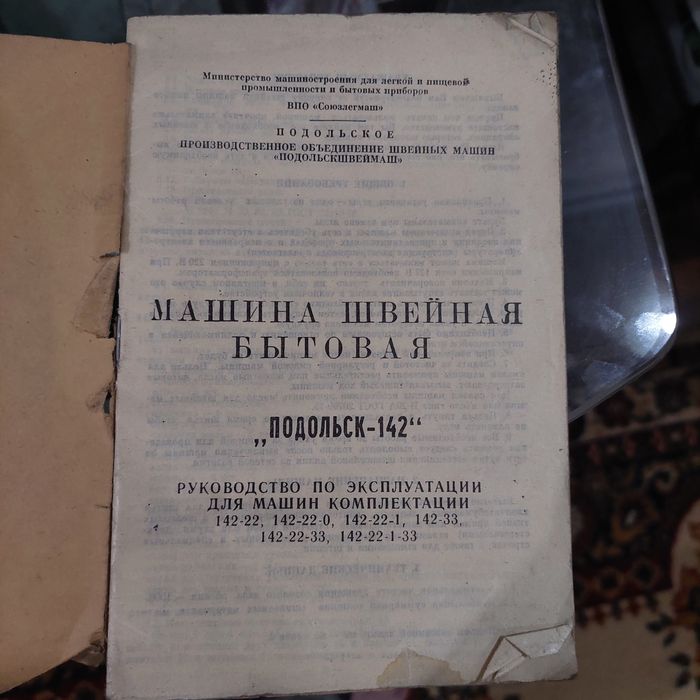 Министерство машиностроения для легкой и пищевой
промышленности и бытовых приборов
ВПО «Союзлегмаш»
ПОДОЛЬСКОЕ
ПРОИЗВОДСТВЕННОЕ ОБЪЕДИНЕНИЕ ШВЕЙНЫХ МАШИН
«ПОДОЛЬСКШВЕЙМАШ»
МАШИНА ШВЕЙНАЯ
БЫТОВАЯ
„ПОДОЛЬСК-142“
РУКОВОДСТВО ПО ЭКСПЛУАТАЦИИ
ДЛЯ МАШИН КОМПЛЕКТАЦИИ
142-22, 142-22-0, 142-22-1, 142-33,
142-22-33, 142-22-1-33